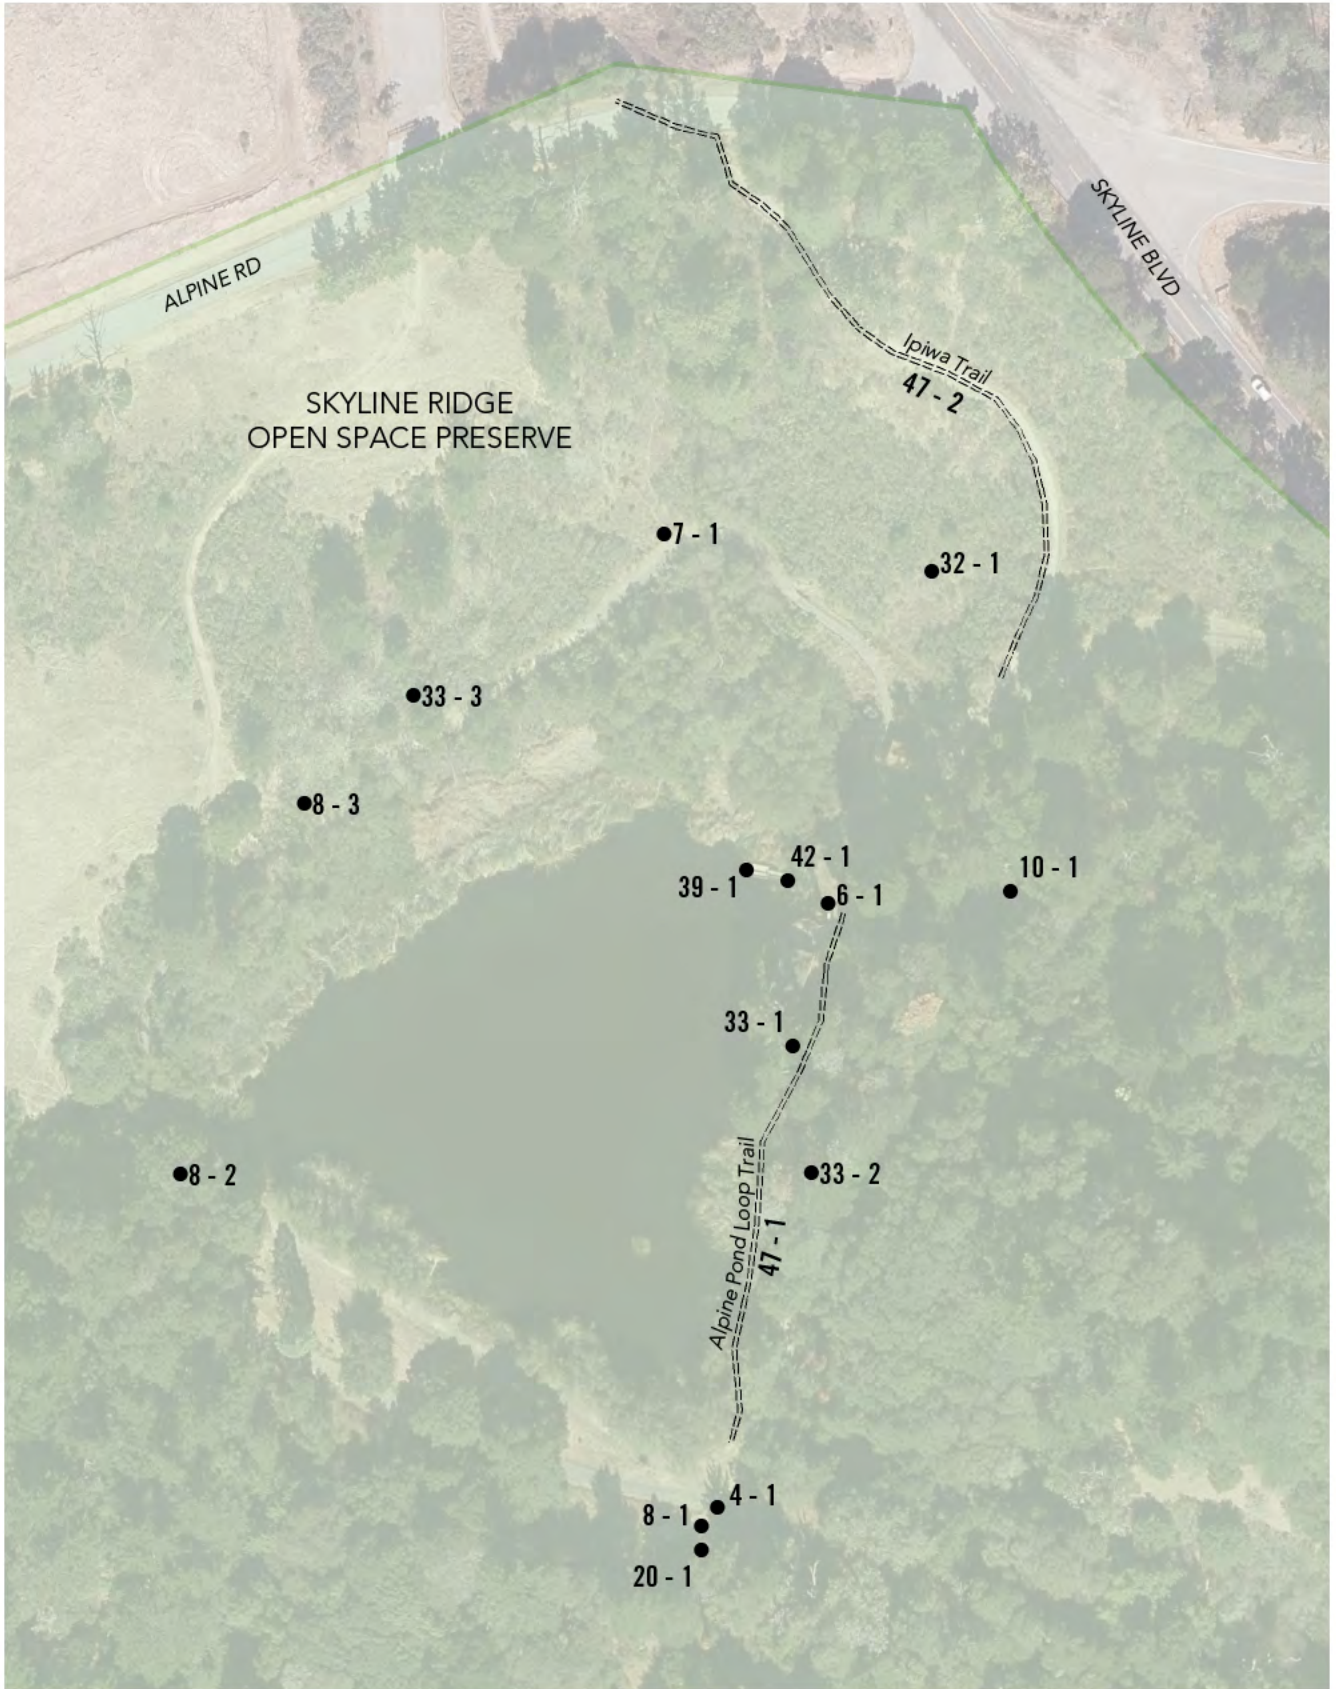 SKYLINE BLVD
ALPINE RD
Ipiwa Trail
47 - 2
SKYLINE RIDGE
OPEN SPACE PRESERVE
7 - 1
32 - 1
33 - 3
8 - 3
42 - 1
39 - 1
10 - 1
6 - 1
33 - 1
8 - 2
33 - 2
Alpine Pond Loop Trail
47 - 1
4 - 1
8 - 1
20 - 1